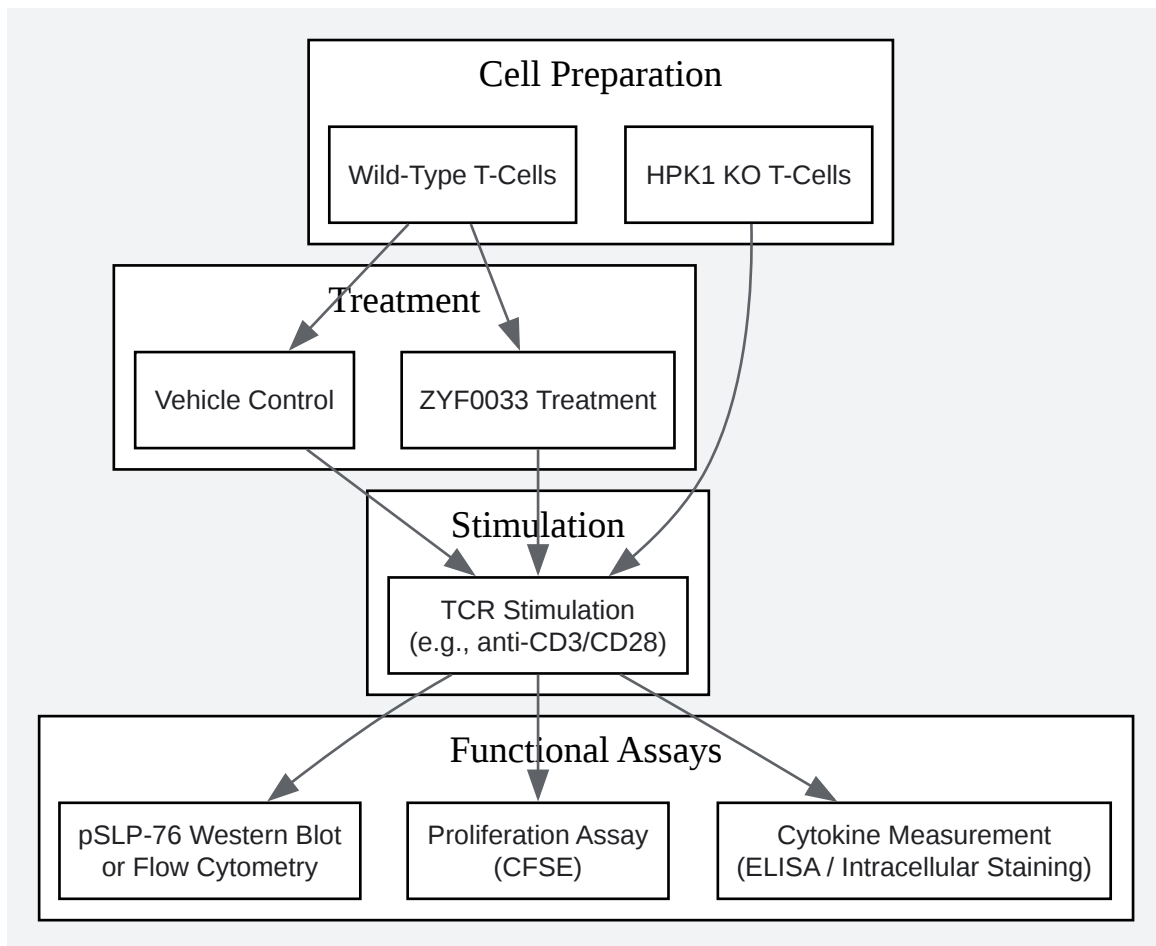 Cell Preparation
Wild-Type T-Cells
HPK1 KO T-Cells
Treatment
Vehicle Control
ZYF0033 Treatment
Stimulation
TCR Stimulation
(e.g., anti-CD3/CD28)
Functional Assays
pSLP-76 Western Blot
or Flow Cytometry
Proliferation Assay
(CFSE)
Cytokine Measurement
(ELISA / Intracellular Staining)